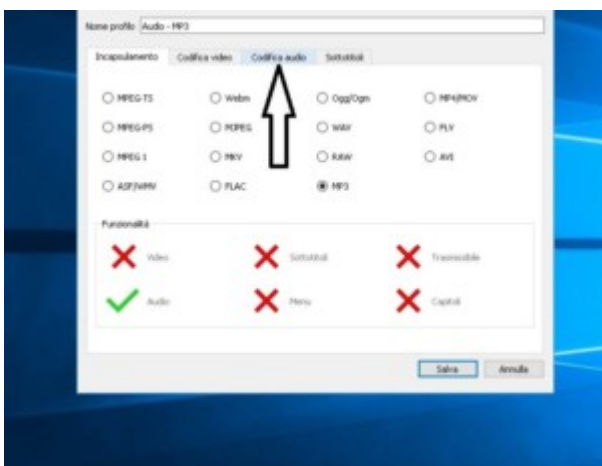 Nome profilo Audio - MP3
Incapsulamento Codifica video Codifica audio Sottotitoli
MPEG-TS Webm Ogg/Ogm MP4/MOV
MPEG-PS MJPEG WAV FLV
MPEG 1 MKV RAW AVI
ASF/WMV FLAC MP3
Funzionalità
Video Sottotitoli Trasmissibile
Audio Menu Capitoli
Salva Annulla